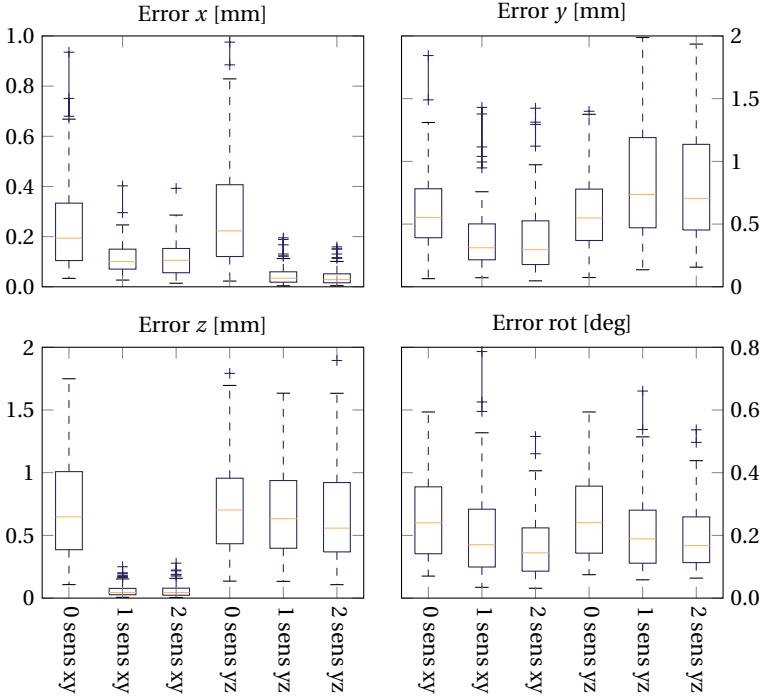 Error x [mm]
Error y [mm]
1.0
0.8
0.6
0.4
0.2
0.0
2
1.5
1
0.5
0
Error z [mm]
Error rot [deg]
2
1.5
1
0.5
0
0.8
0.6
0.4
0.2
0.0
0 sens xy
1 sens xy
2 sens xy
0 sens yz
1 sens yz
2 sens yz
0 sens xy
1 sens xy
2 sens xy
0 sens yz
1 sens yz
2 sens yz